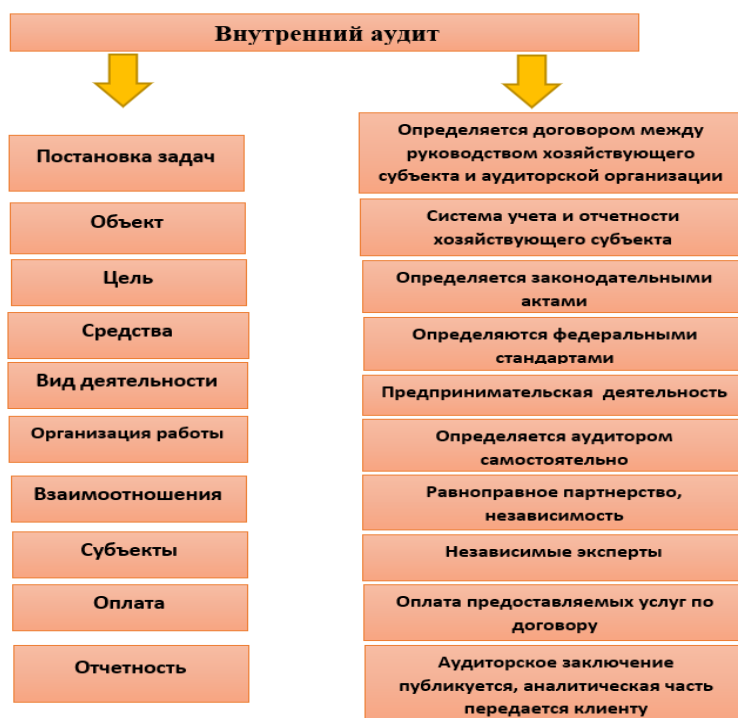 Внутренний аудит
Постановка задач
Определяется договором между
руководством хозяйствующего
субъекта и аудиторской организации
Объект
Система учета и отчетности
хозяйствующего субъекта
Цель
Определяется законодательными
актами
Средства
Определяются федеральными
стандартами
Вид деятельности
Предпринимательская деятельность
Организация работы
Определяется аудитором
самостоятельно
Взаимоотношения
Равноправное партнерство,
независимость
Субъекты
Независимые эксперты
Оплата
Оплата предоставляемых услуг по
договору
Отчетность
Аудиторское заключение
публикуется, аналитическая часть
передается клиенту